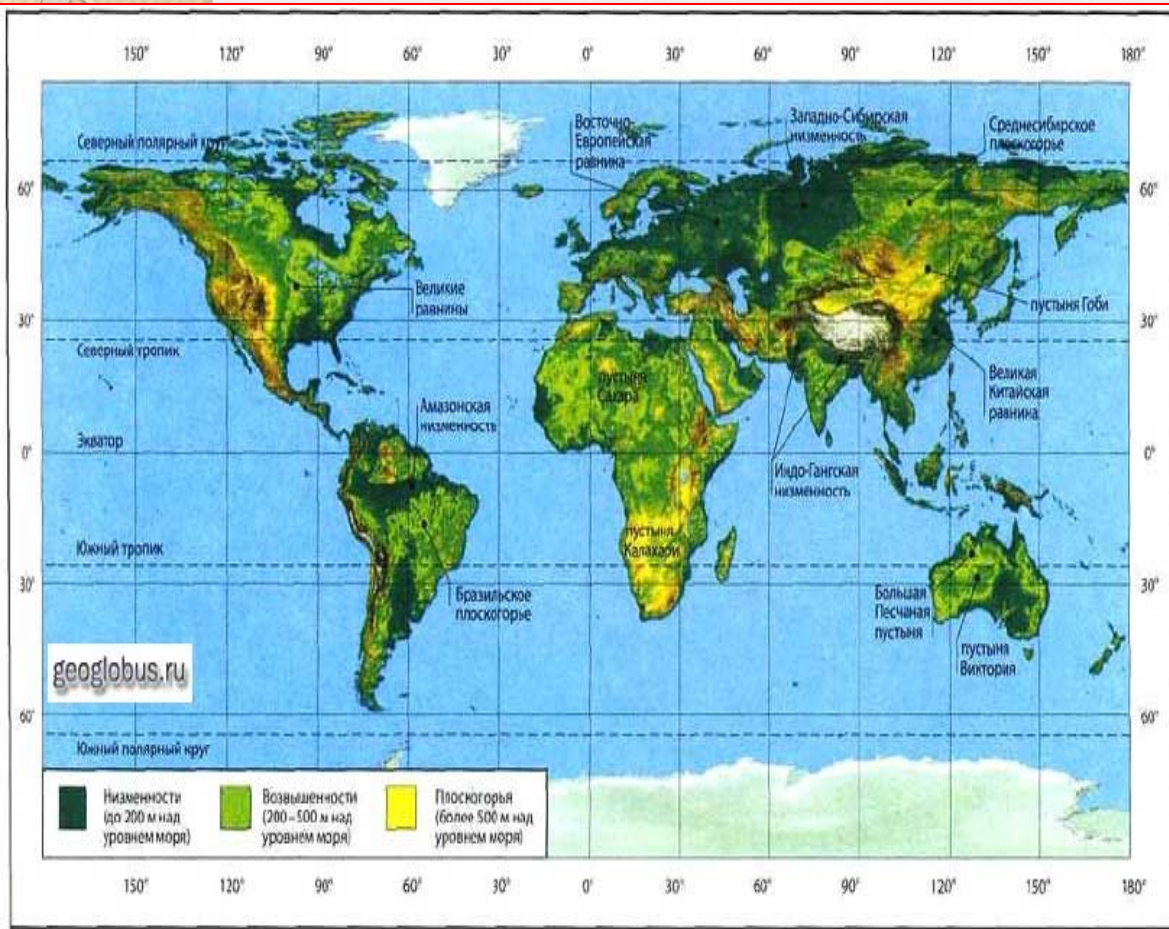 150° 120° 90° 60° 30° 0° 30° 60° 90° 120° 150° 180°
Северный полярный круг
Восточно-
Европейская
равнина
Западно-Сибирская
низменность
Среднесибирское
плоскогорье
60° 60°
Великие
равнины
пустыня Гоби
30° 30°
Северный тропик
пустыня
Сахара
Великая
Китайская
равнина
Амазонская
низменность
Экватор
0° 0°
Индо-Гангская
низменность
Южный тропик
пустыня
Калахари
30° 30°
Бразильское
плоскогорье
Большая
Песчаная
пустыня
пустыня
Виктория
geoglobus.ru
60° 60°
Южный полярный круг
Низменности
(до 200 м над
уровнем моря)
Возвышенности
(200–500 м над
уровнем моря)
Плоскогорья
(более 500 м над
уровнем моря)
150° 120° 90° 60° 30° 0° 30° 60° 90° 120° 150° 180°